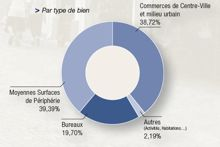 > Par type de bien
Commerces de Centre-Ville
et milieu urbain
38,72%
Moyennes Surfaces
de Périphérie
39,39%
Bureaux
19,70%
Autres
(Activités, Habitations...)
2,19%